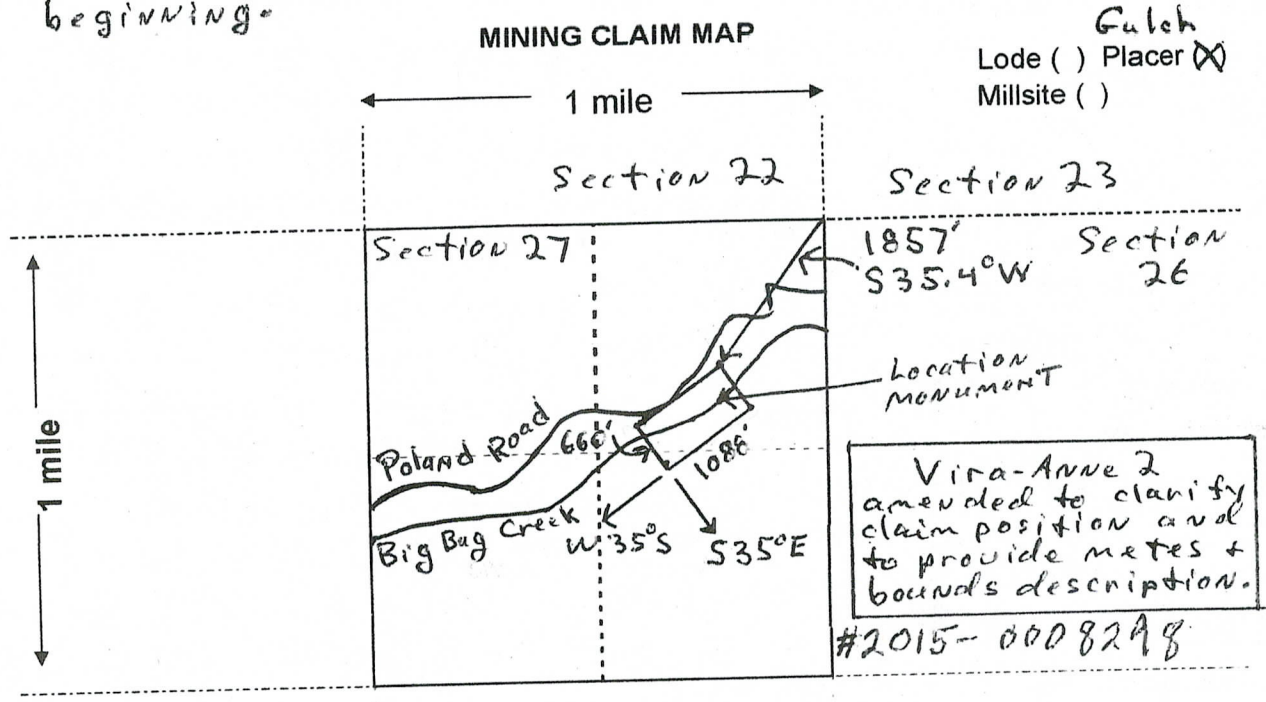 beginning.
MINING CLAIM MAP
Gulch
Lode ( ) Placer (X)
Millsite ( )
1 mile
Section 22
Section 23
Section 27
1857'
S35.4°W
Section
26
Location
Monument
1 mile
Poland Road
660'
1088'
Big Bug Creek
W35°S
S35°E
Vira-Anne 2
amended to clarify
claim position and
to provide metes +
bounds description.
#2015-0008298